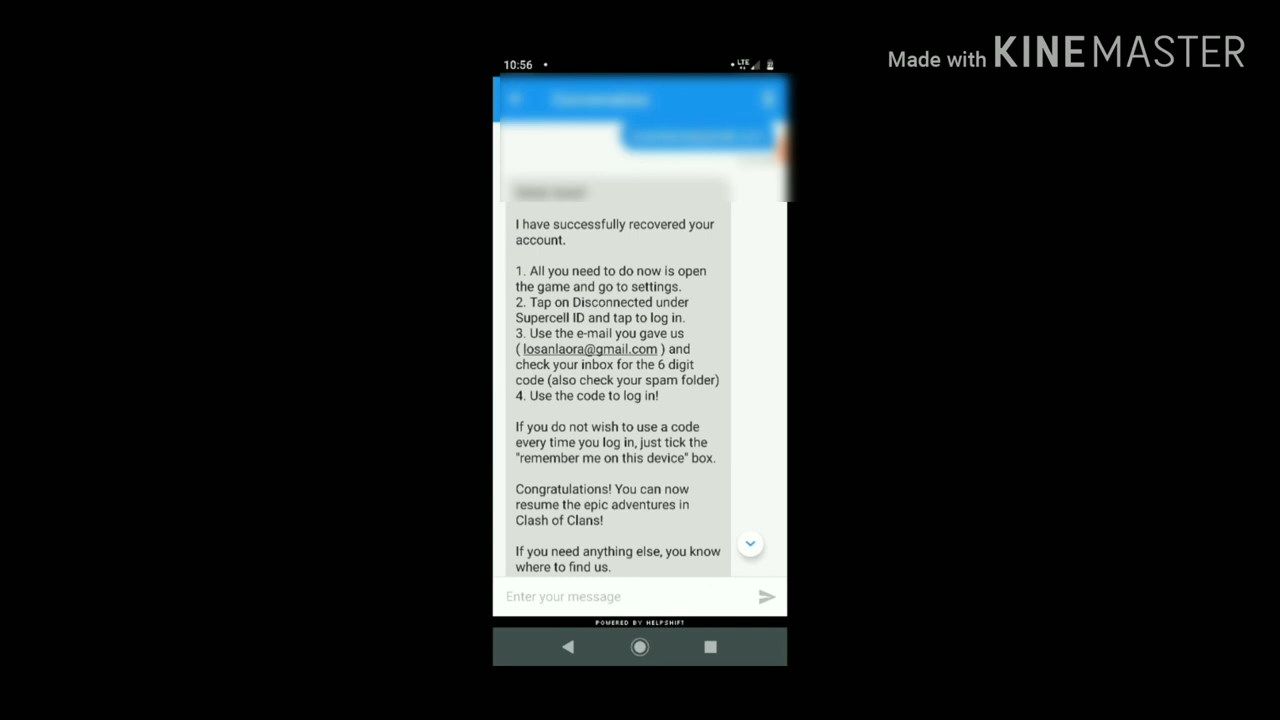 Made with KINEMASTER
10:56
LTE
I have successfully recovered your
account.
1. All you need to do now is open
the game and go to settings.
2. Tap on Disconnected under
Supercell ID and tap to log in.
3. Use the e-mail you gave us
( losanlaora@gmail.com ) and
check your inbox for the 6 digit
code (also check your spam folder)
4. Use the code to log in!
If you do not wish to use a code
every time you log in, just tick the
"remember me on this device" box.
Congratulations! You can now
resume the epic adventures in
Clash of Clans!
If you need anything else, you know
where to find us.
Enter your message
POWERED BY HELPSHIFT